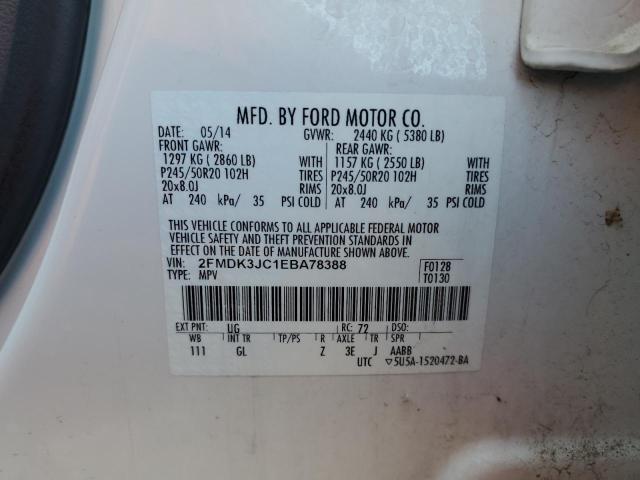 MFD. BY FORD MOTOR CO.
DATE: 05/14 GVWR: 2440 KG ( 5380 LB)
FRONT GAWR: REAR GAWR:
1297 KG ( 2860 LB) WITH 1157 KG ( 2550 LB) WITH
P245/50R20 102H TIRES P245/50R20 102H TIRES
20x8.0J RIMS 20x8.0J RIMS
AT 240 kPa/ 35 PSI COLD AT 240 kPa/ 35 PSI COLD
THIS VEHICLE CONFORMS TO ALL APPLICABLE FEDERAL MOTOR
VEHICLE SAFETY AND THEFT PREVENTION STANDARDS IN
EFFECT ON THE DATE OF MANUFACTURE SHOWN ABOVE.
VIN: 2FMDK3JC1EBA78388 F0128
TYPE: MPV T0130
EXT PNT: UG RC: 72 DSO:
WB INT TR TP/PS R AXLE TR SPR
111 GL Z 3E J AABB
UTC ▽5U5A-1520472-BA